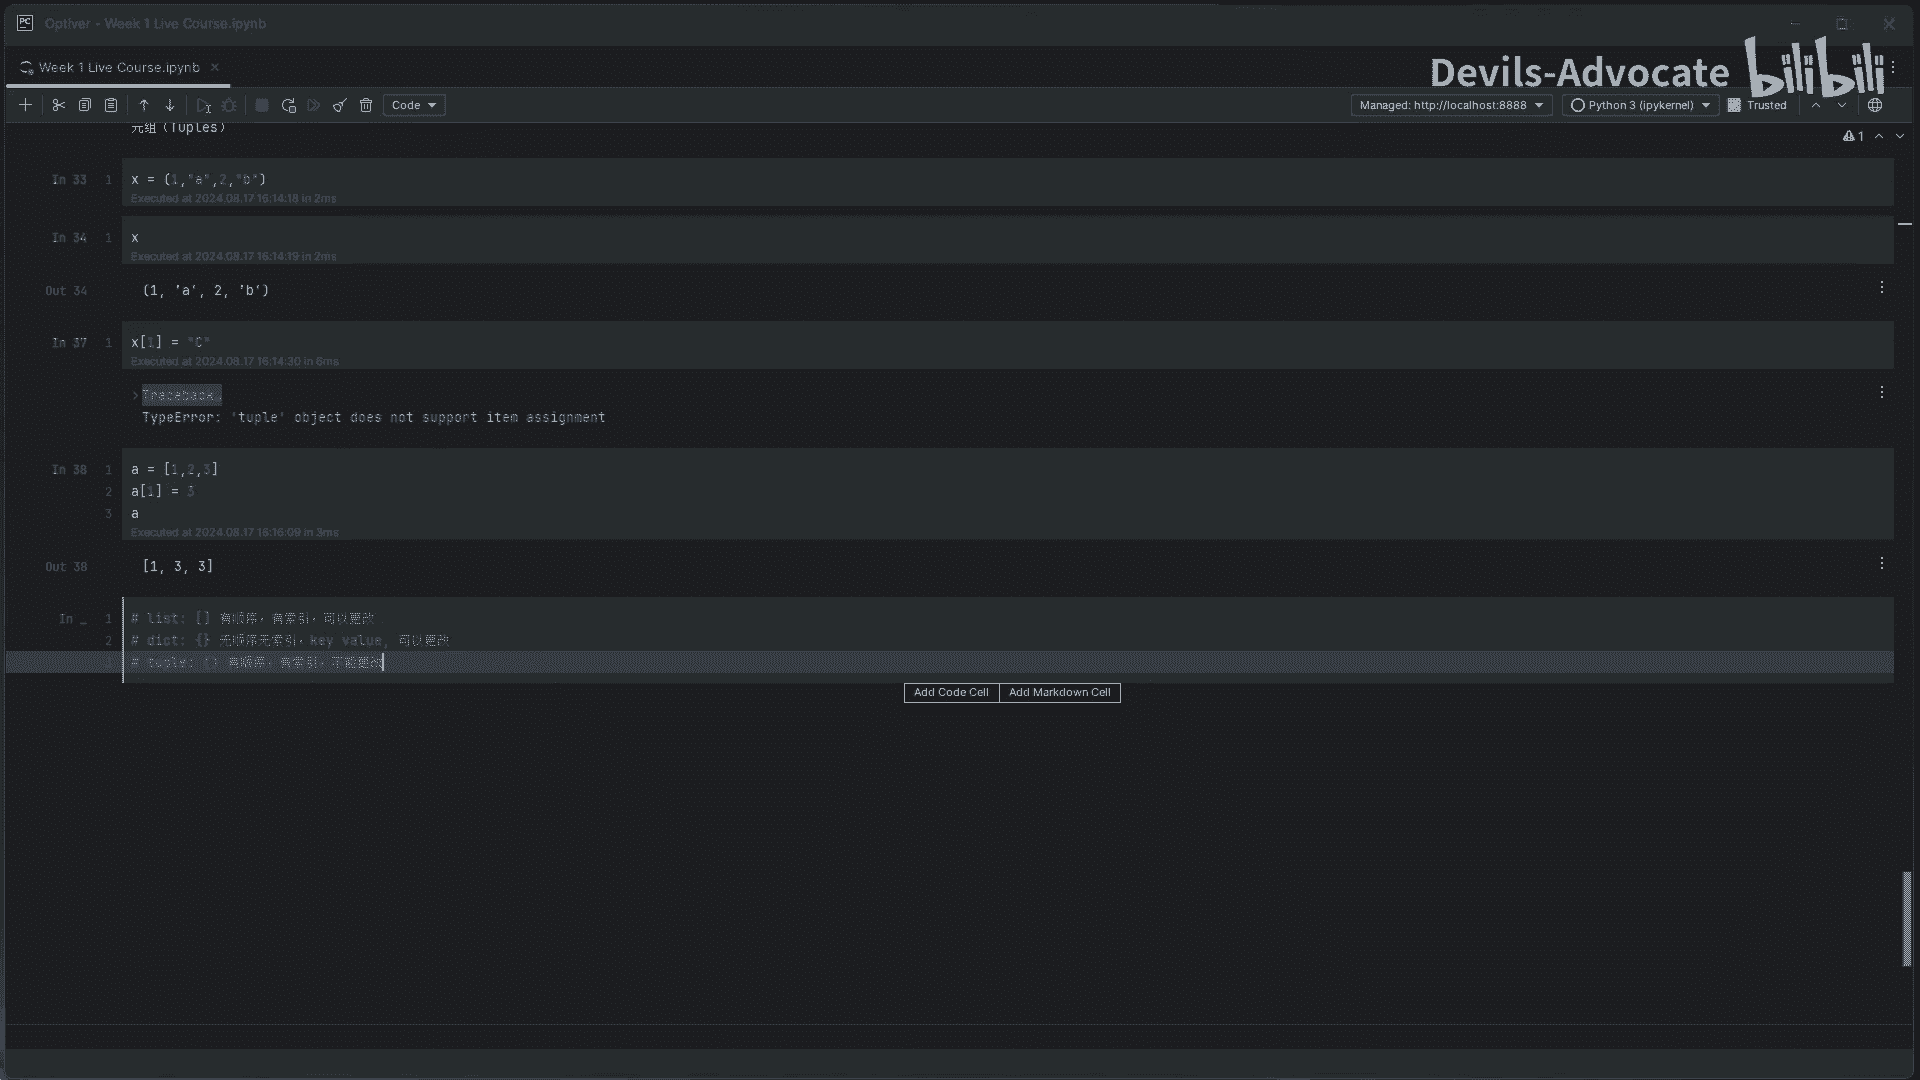 PC Optiver - Week 1 Live Course.ipynb
Week 1 Live Course.ipynb
Devils-Advocate bilibili
Code
Managed: http://localhost:8888
Python 3 (ipykernel)
Trusted
元组（Tuples）
1
In 33 1 x = (1,"a",2,"b")
Executed at 2024.08.17 16:14:18 in 2ms
In 34 1 x
Executed at 2024.08.17 16:14:19 in 2ms
Out 34 (1, 'a', 2, 'b')
In 37 1 x[1] = "C"
Executed at 2024.08.17 16:14:30 in 6ms
Traceback
TypeError: 'tuple' object does not support item assignment
In 38 1 a = [1,2,3]
2 a[1] = 3
3 a
Executed at 2024.08.17 16:16:09 in 3ms
Out 38 [1, 3, 3]
In _ 1 # list: [] 有顺序，有索引，可以更改
2 # dict: {} 无顺序无索引，key value, 可以更改
3 # tuple: () 有顺序，有索引，不能更改
Add Code Cell Add Markdown Cell